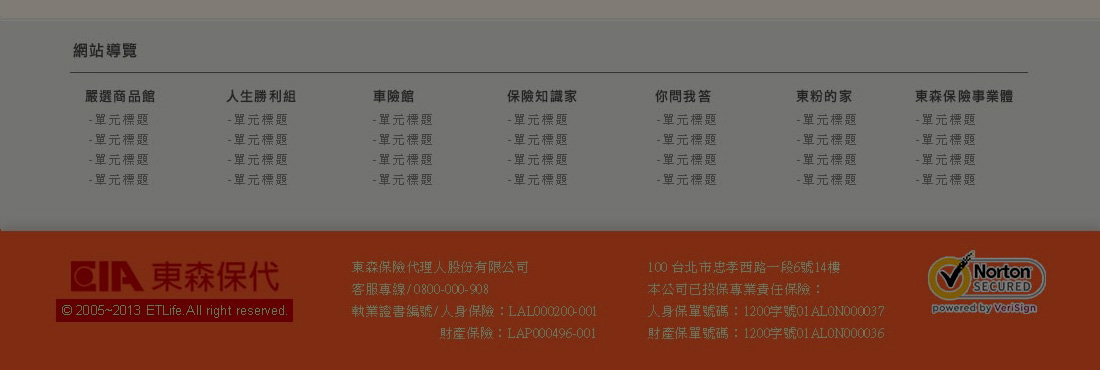 網站導覽
嚴選商品館 人生勝利組 車險館 保險知識家 你問我答 東粉的家 東森保險事業體
-單元標題 -單元標題 -單元標題 -單元標題 -單元標題 -單元標題 -單元標題
-單元標題 -單元標題 -單元標題 -單元標題 -單元標題 -單元標題 -單元標題
-單元標題 -單元標題 -單元標題 -單元標題 -單元標題 -單元標題 -單元標題
-單元標題 -單元標題 -單元標題 -單元標題 -單元標題 -單元標題 -單元標題
EIA 東森保代
© 2005~2013 ETLife.All right reserved.
東森保險代理人股份有限公司
客服專線/0800-000-908
執業證書編號/人身保險：LAL000200-001
財產保險：LAP000496-001
100 台北市忠孝西路一段6號14樓
本公司已投保專業責任保險：
人身保單號碼：1200字號01AL0N000037
財產保單號碼：1200字號01AL0N000036
Norton
SECURED
powered by VeriSign